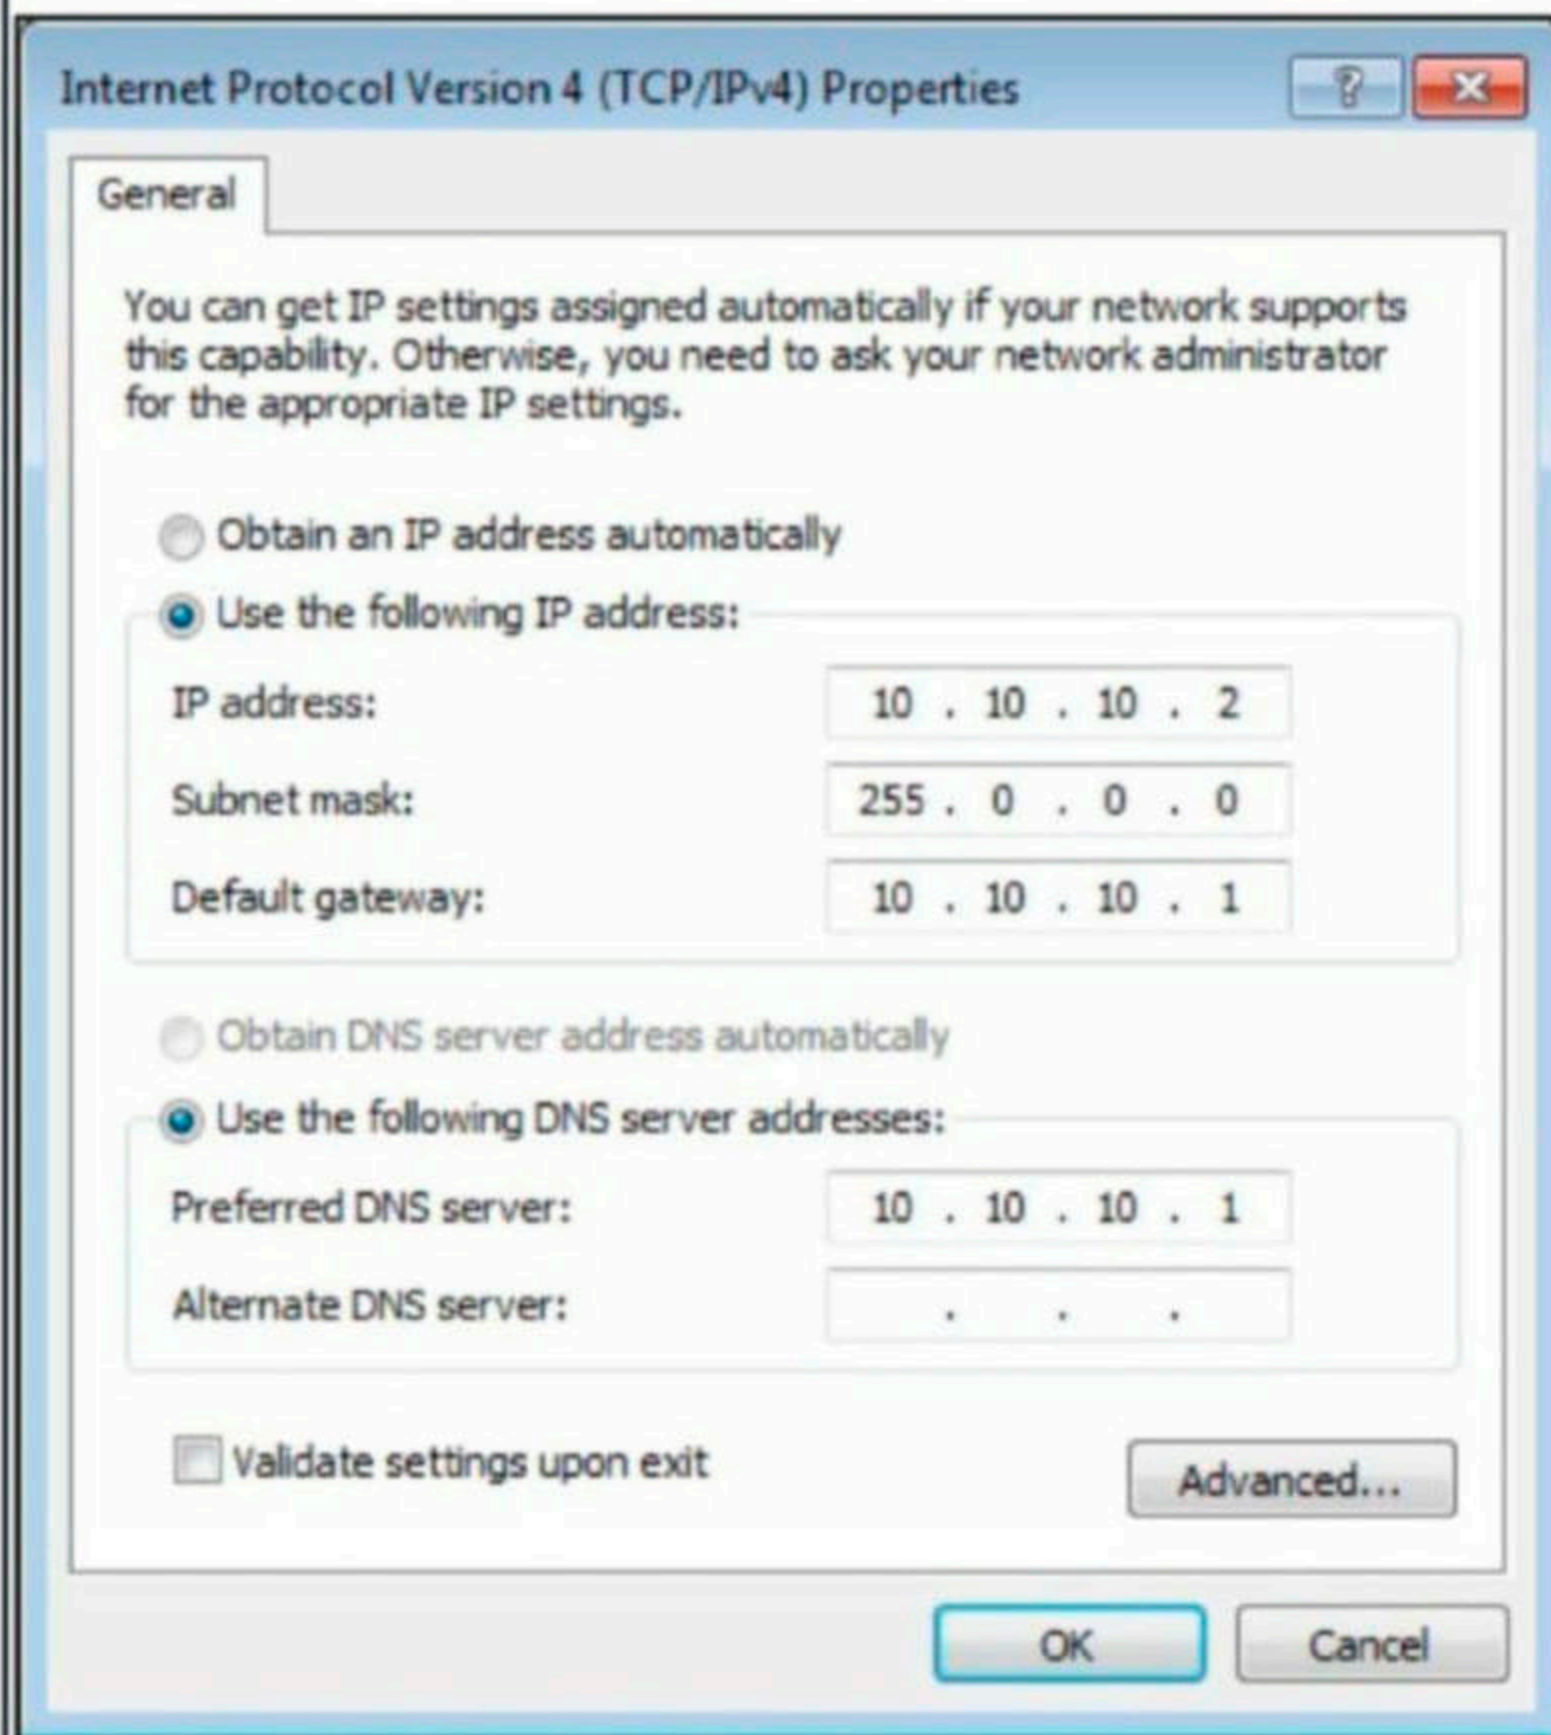 Internet Protocol Version 4 (TCP/IPv4) Properties
General
You can get IP settings assigned automatically if your network supports
this capability. Otherwise, you need to ask your network administrator
for the appropriate IP settings.
Obtain an IP address automatically
Use the following IP address:
IP address: 10 . 10 . 10 . 2
Subnet mask: 255 . 0 . 0 . 0
Default gateway: 10 . 10 . 10 . 1
Obtain DNS server address automatically
Use the following DNS server addresses:
Preferred DNS server: 10 . 10 . 10 . 1
Alternate DNS server: . . .
Validate settings upon exit
Advanced...
OK Cancel